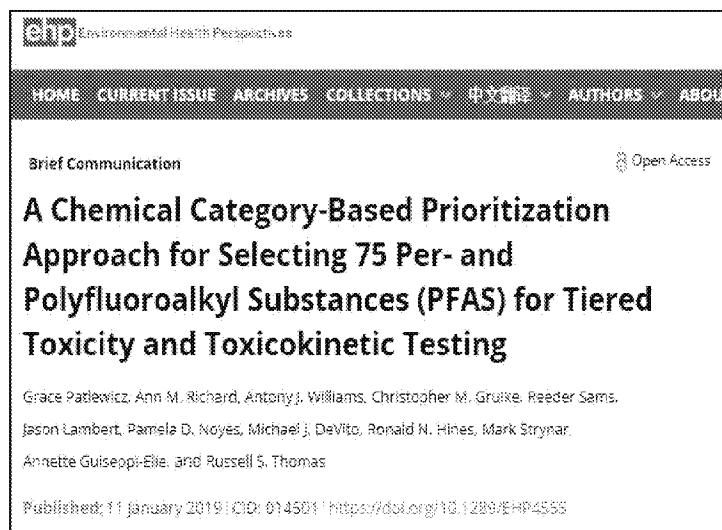 ehp Environmental Health Perspectives
HOME CURRENT ISSUE ARCHIVES COLLECTIONS 中文翻译 AUTHORS ABOU
Brief Communication
Open Access
A Chemical Category-Based Prioritization
Approach for Selecting 75 Per- and
Polyfluoroalkyl Substances (PFAS) for Tiered
Toxicity and Toxicokinetic Testing
Grace Patlewicz, Ann M. Richard, Antony J. Williams, Christopher M. Grulke, Reeder Sams,
Jason Lambert, Pamela D. Noyes, Michael J. DeVito, Ronald N. Hines, Mark Strynar,
Annette Guiseppi-Elie, and Russell S. Thomas
Published: 11 January 2019 | CID: 014501 | https://doi.org/10.1289/EHP4555